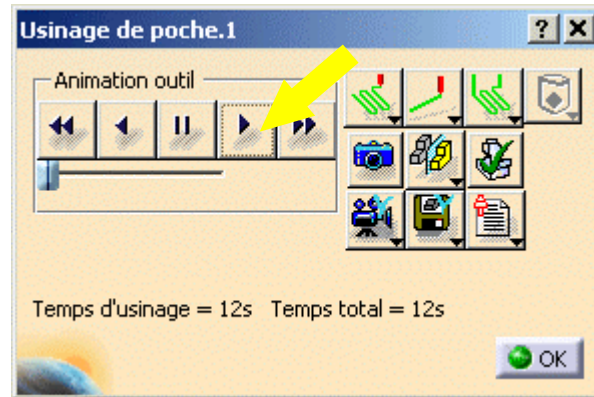 Usinage de poche.1
Animation outil
Temps d'usinage = 12s Temps total = 12s
OK